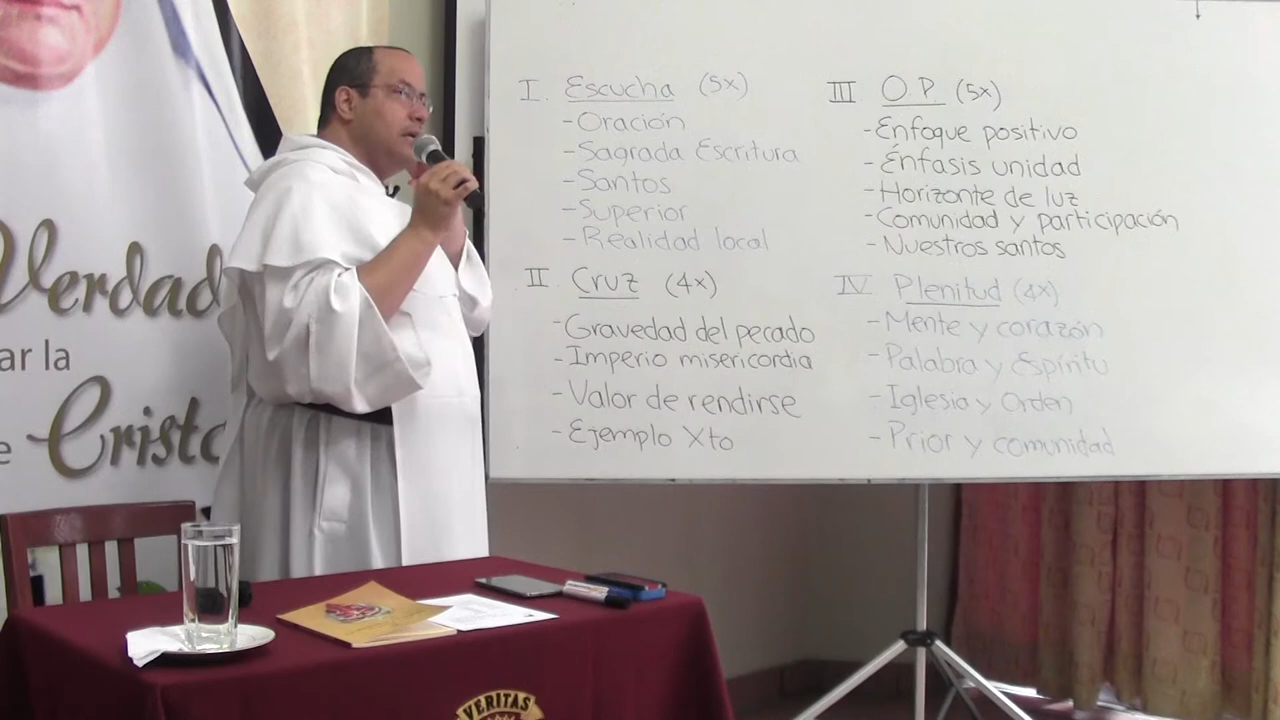 Verdad
ar la
e Cristo
I. Escucha (5x)
- Oración
- Sagrada Escritura
- Santos
- Superior
- Realidad local
II Cruz (4x)
- Gravedad del pecado
- Imperio misericordia
- Valor de rendirse
- Ejemplo Xto
III O.P. (5x)
- Enfoque positivo
- Énfasis unidad
- Horizonte de luz
- Comunidad y participación
- Nuestros santos
IV Plenitud (4x)
- Mente y corazón
- Palabra y Espíritu
- Iglesia y Orden
- Prior y comunidad
VERITAS